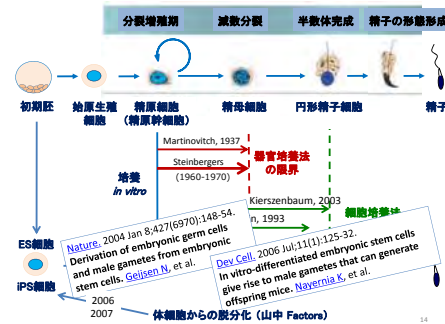 分裂増殖期
減数分裂
半数体完成
精子の形態形成
初期胚
始原生殖
細胞
精原細胞
(精原幹細胞)
精母細胞
円形精子細胞
精子
Martinovitch, 1937
Steinbergers
(1960-1970)
器官培養法
の限界
培養
in vitro
Kierszenbaum, 2003
n, 1993
細胞培養法
Nature. 2004 Jan 8;427(6970):148-54.
Derivation of embryonic germ cells
and male gametes from embryonic
stem cells. Geijsen N, et al.
Dev Cell. 2006 Jul;11(1):125-32.
In vitro-differentiated embryonic stem cells
give rise to male gametes that can generate
offspring mice. Nayernia K, et al.
ES細胞
iPS細胞
2006
2007
体細胞からの脱分化(山中 Factors)
14